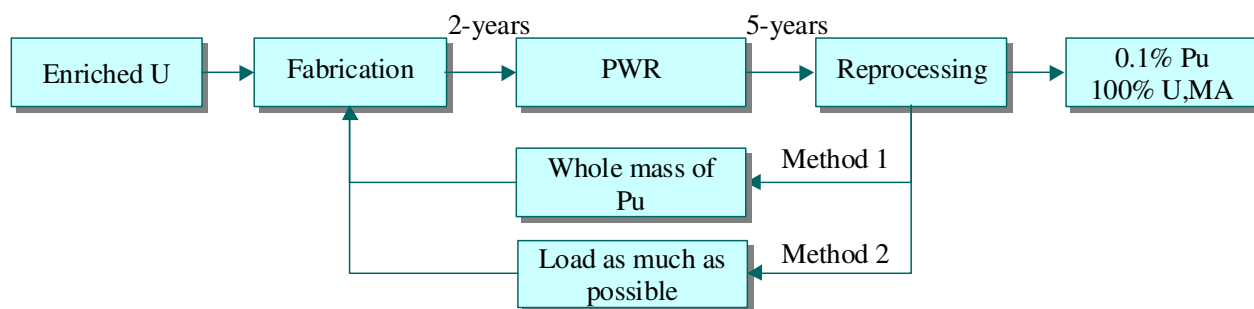 2-years
5-years
Enriched U
Fabrication
PWR
Reprocessing
0.1% Pu
100% U,MA
Method 1
Whole mass of
Pu
Method 2
Load as much as
possible